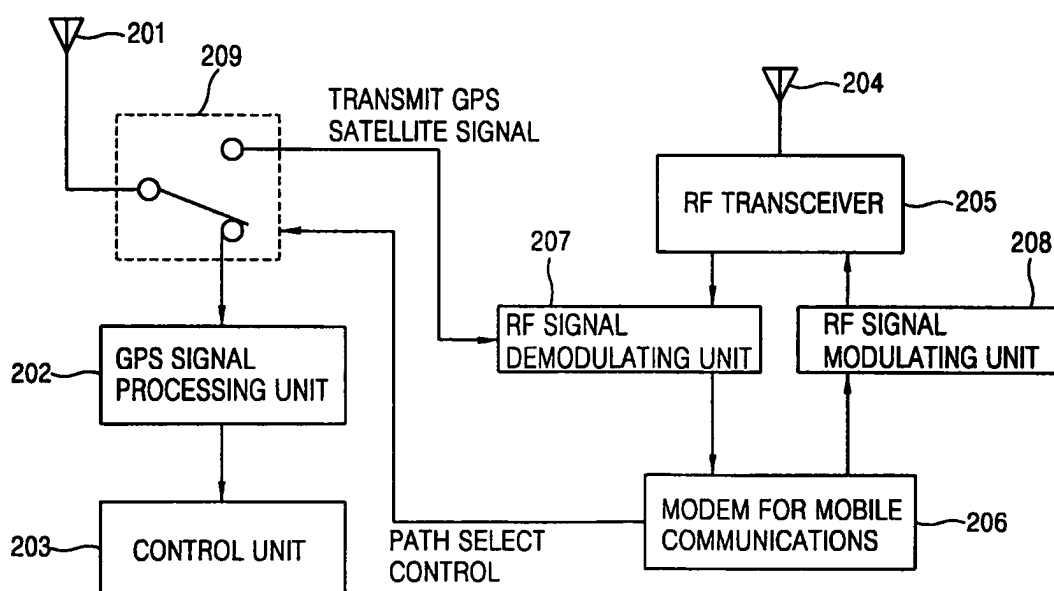 201
209
TRANSMIT GPS
SATELLITE SIGNAL
204
RF TRANSCEIVER
205
207
208
RF SIGNAL
DEMODULATING UNIT
RF SIGNAL
MODULATING UNIT
202
GPS SIGNAL
PROCESSING UNIT
203
CONTROL UNIT
PATH SELECT
CONTROL
MODEM FOR MOBILE
COMMUNICATIONS
206